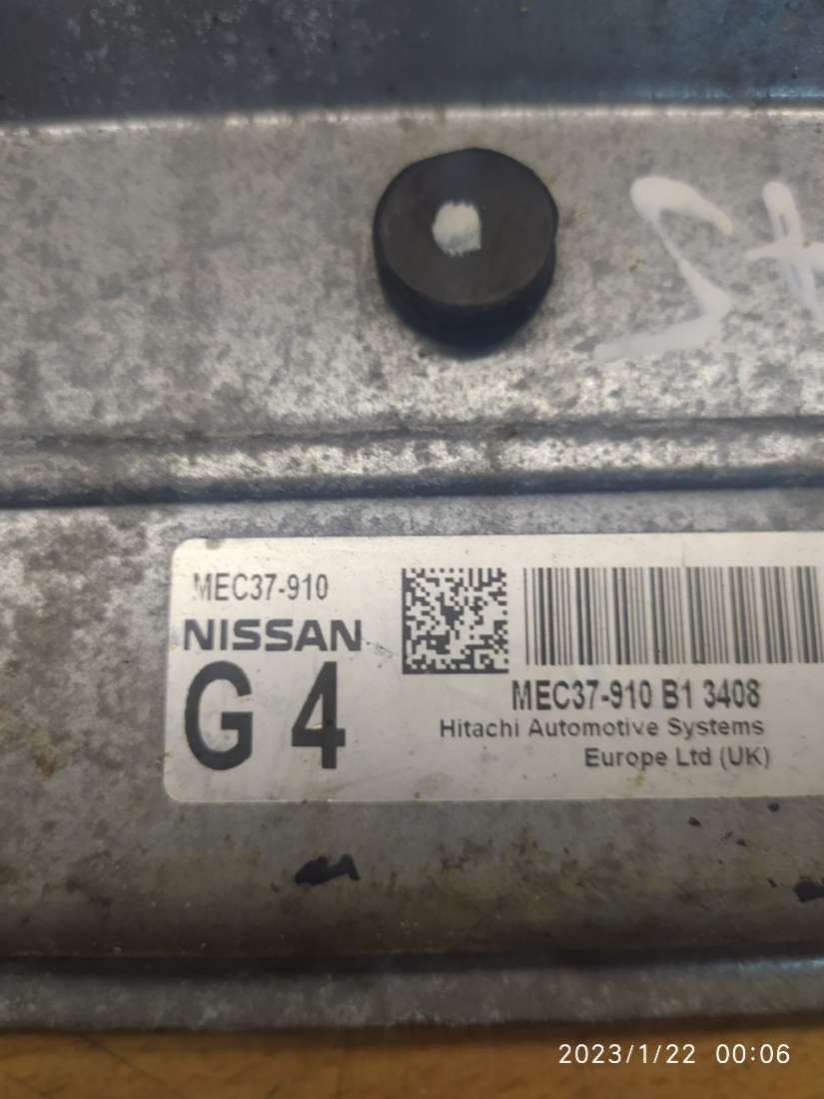 MEC37-910
NISSAN
G 4
MEC37-910 B1 3408
Hitachi Automotive Systems
Europe Ltd (UK)
2023/1/22 00:06